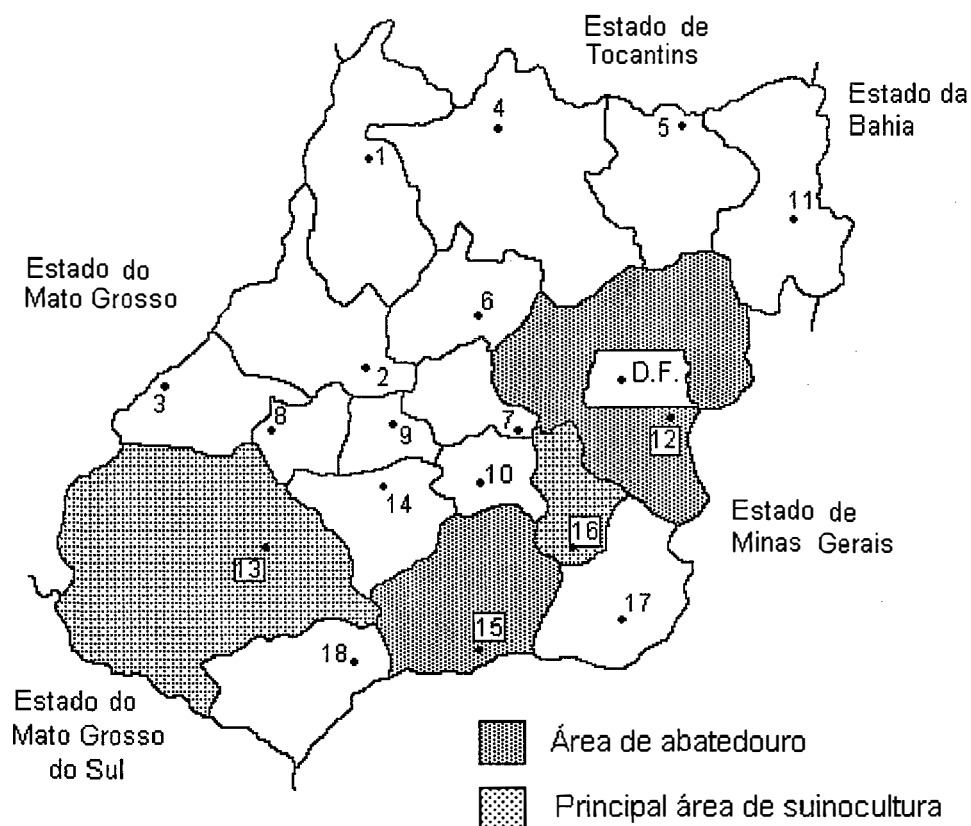 Estado de
Tocantins
Estado da
Bahia
4
5
1
11
Estado do
Mato Grosso
6
2
D.F.
3
8
9
7
12
14
10
Estado de
Minas Gerais
16
13
17
15
18
Estado do
Mato Grosso
do Sul
Área de abatedouro
Principal área de suinocultura